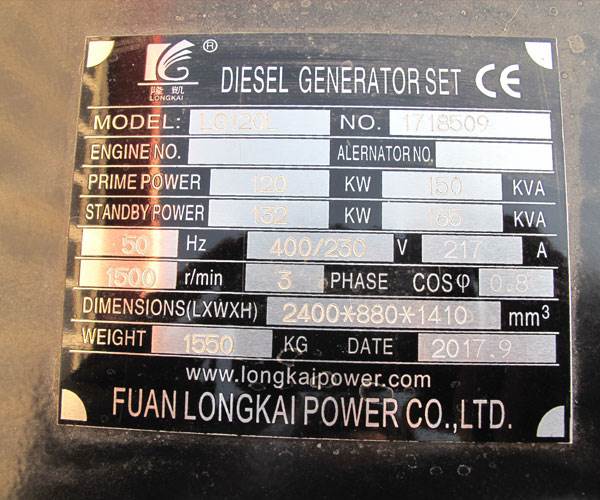 ® DIESEL GENERATOR SET CE
隆凯
LONGKAI
MODEL: LG120L NO. 1718509
ENGINE NO. ALERNATOR NO.
PRIME POWER 120 KW 150 KVA
STANDBY POWER 132 KW 165 KVA
50 Hz 400/230 V 217 A
1500 r/min 3 PHASE COSφ 0.8
DIMENSIONS(LXWXH) 2400*880*1410 mm³
WEIGHT 1550 KG DATE 2017.9
www.longkaipower.com
FUAN LONGKAI POWER CO.,LTD.